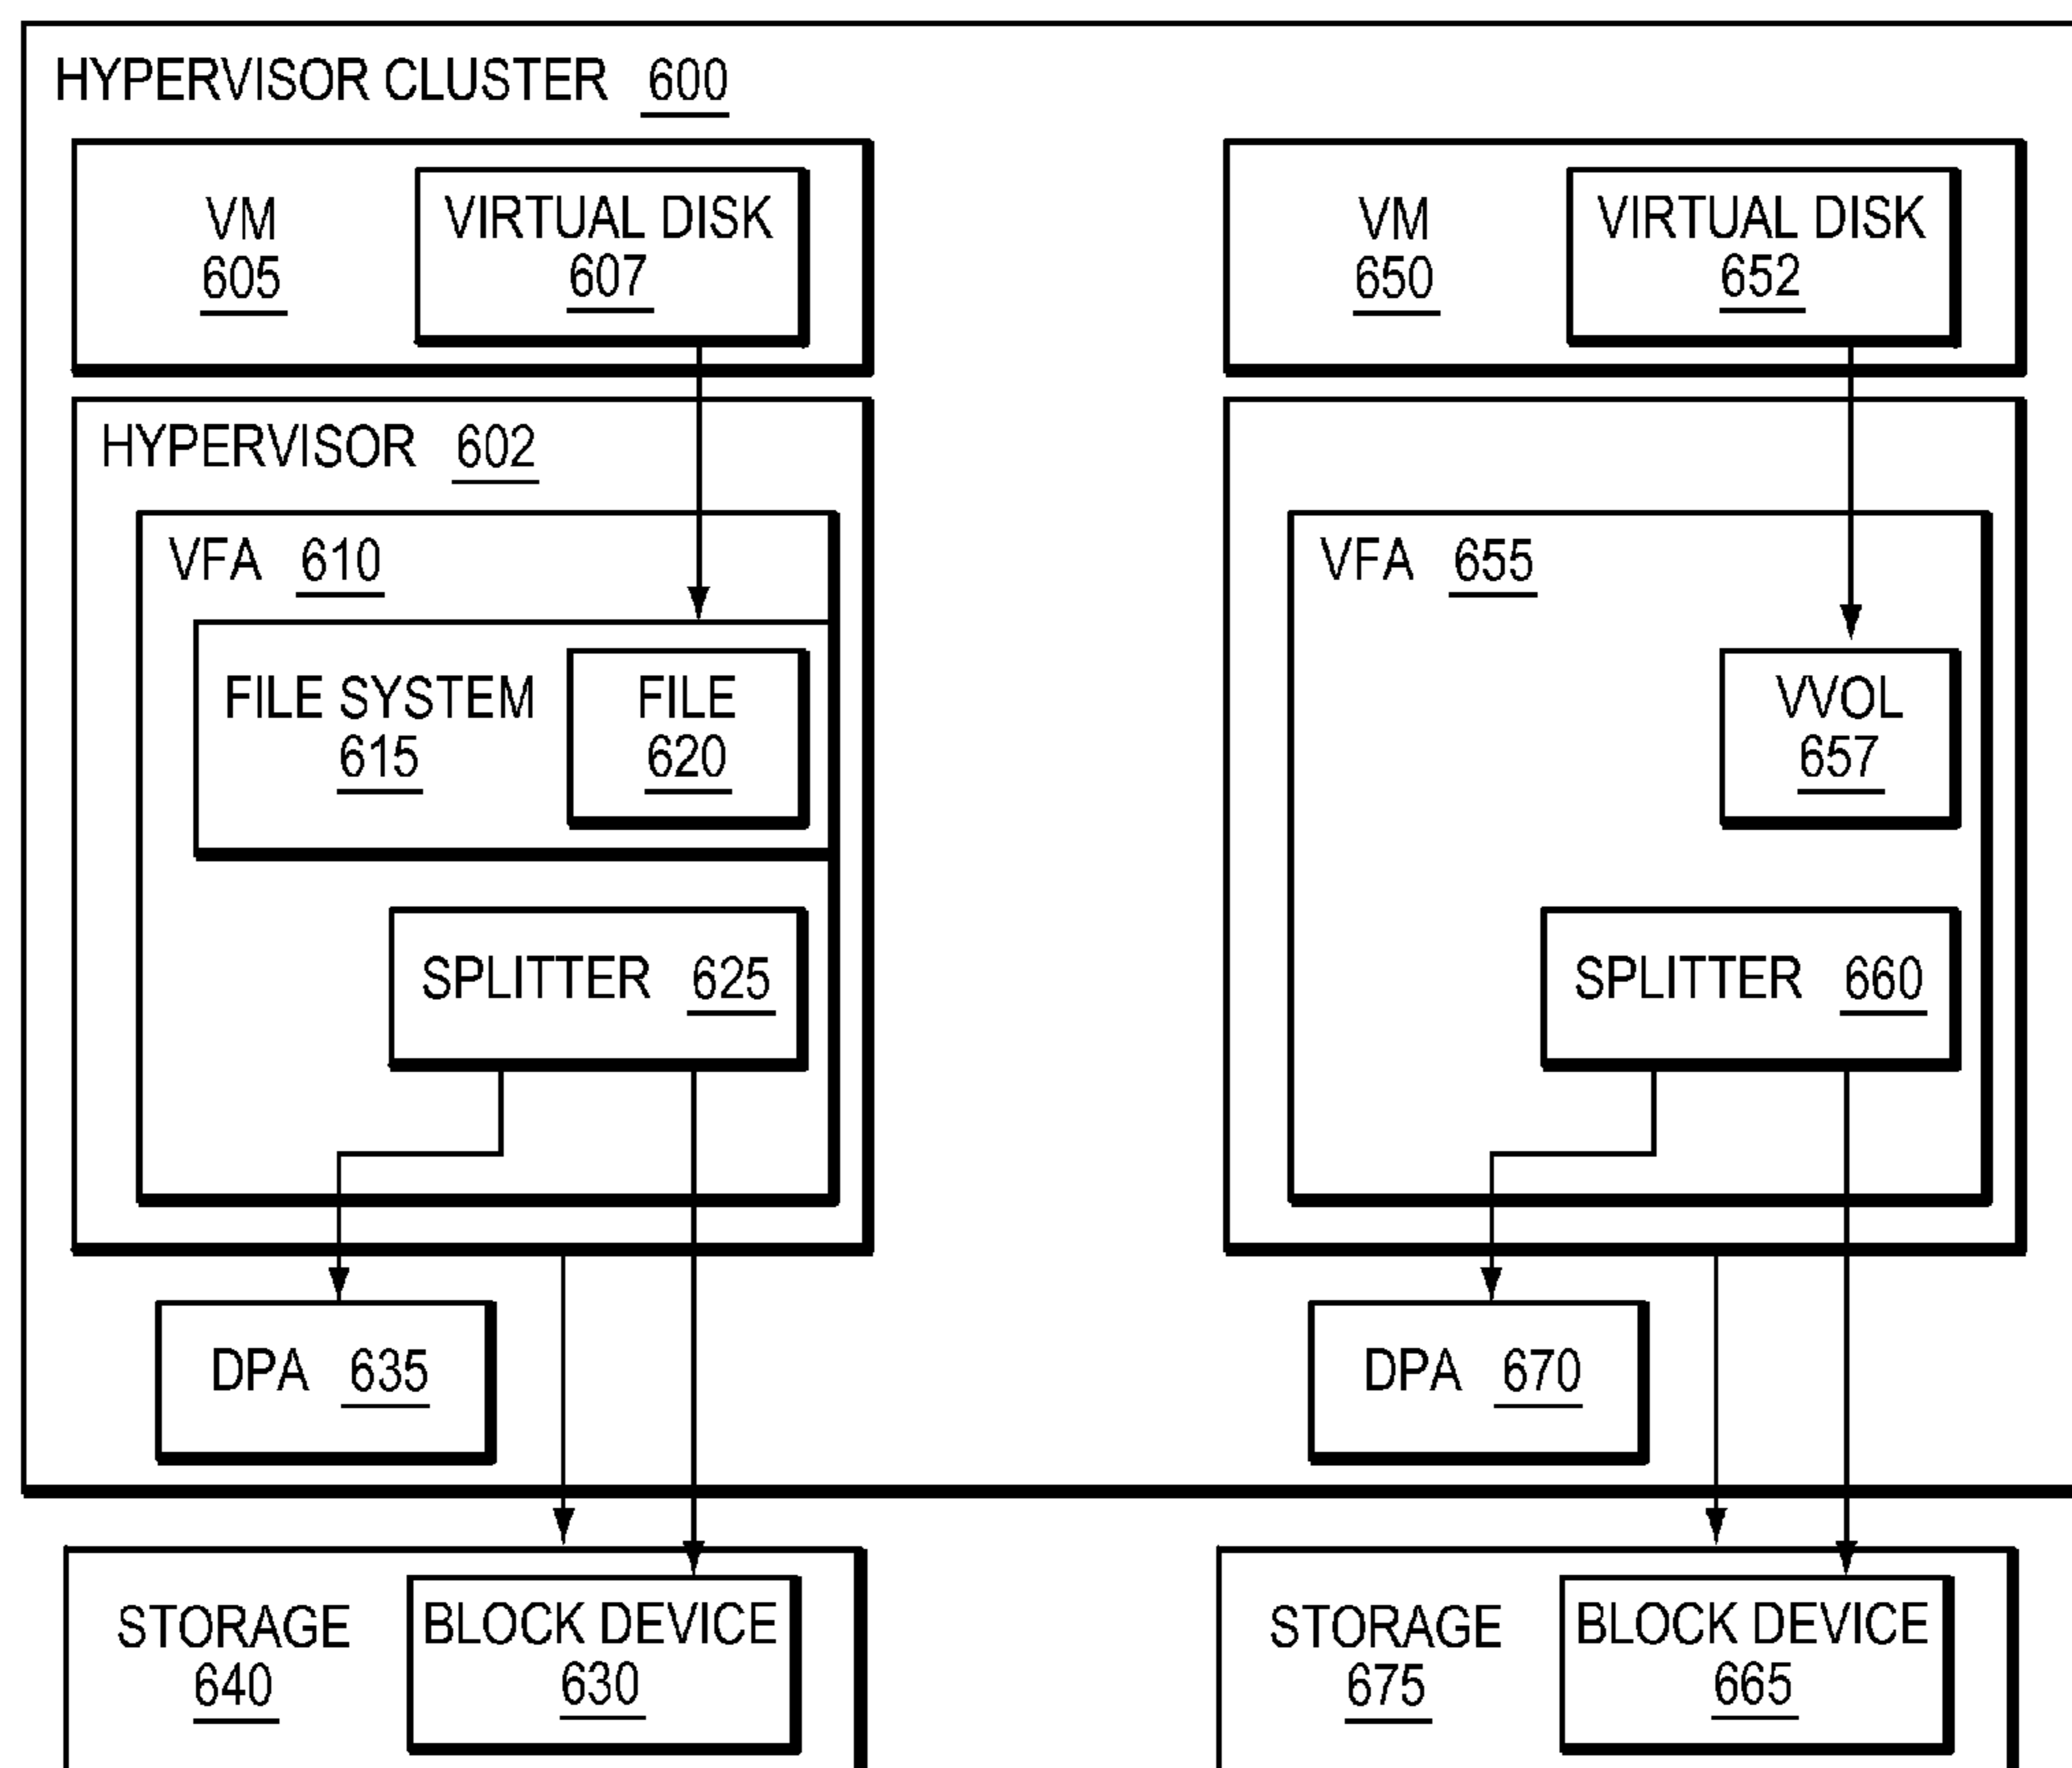 HYPERVISOR CLUSTER 600
VM
605
VIRTUAL DISK
607
HYPERVISOR 602
VFA 610
FILE SYSTEM
615
FILE
620
SPLITTER 625
DPA 635
STORAGE
640
BLOCK DEVICE
630
VM
650
VIRTUAL DISK
652
VFA 655
VVOL
657
SPLITTER 660
DPA 670
STORAGE
675
BLOCK DEVICE
665